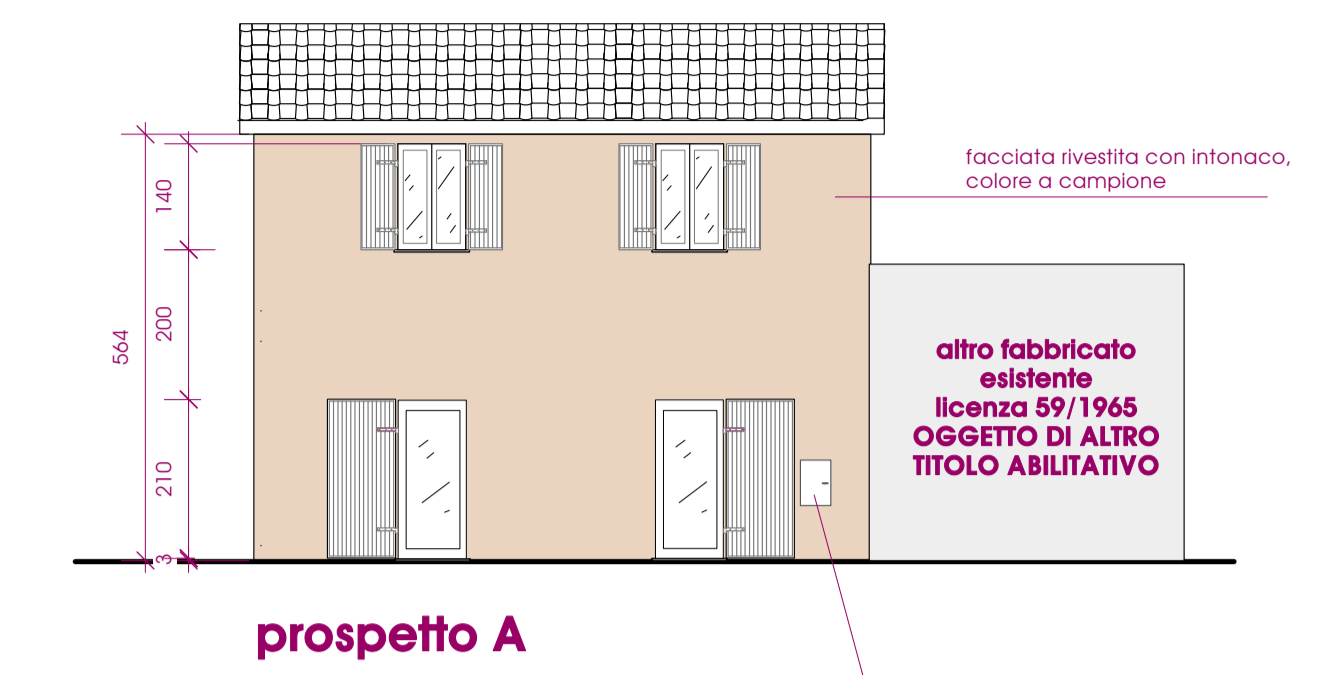 facciata rivestita con intonaco,
colore a campione
140
200
564
210
3
altro fabbricato
esistente
licenza 59/1965
OGGETTO DI ALTRO
TITOLO ABILITATIVO
prospetto A